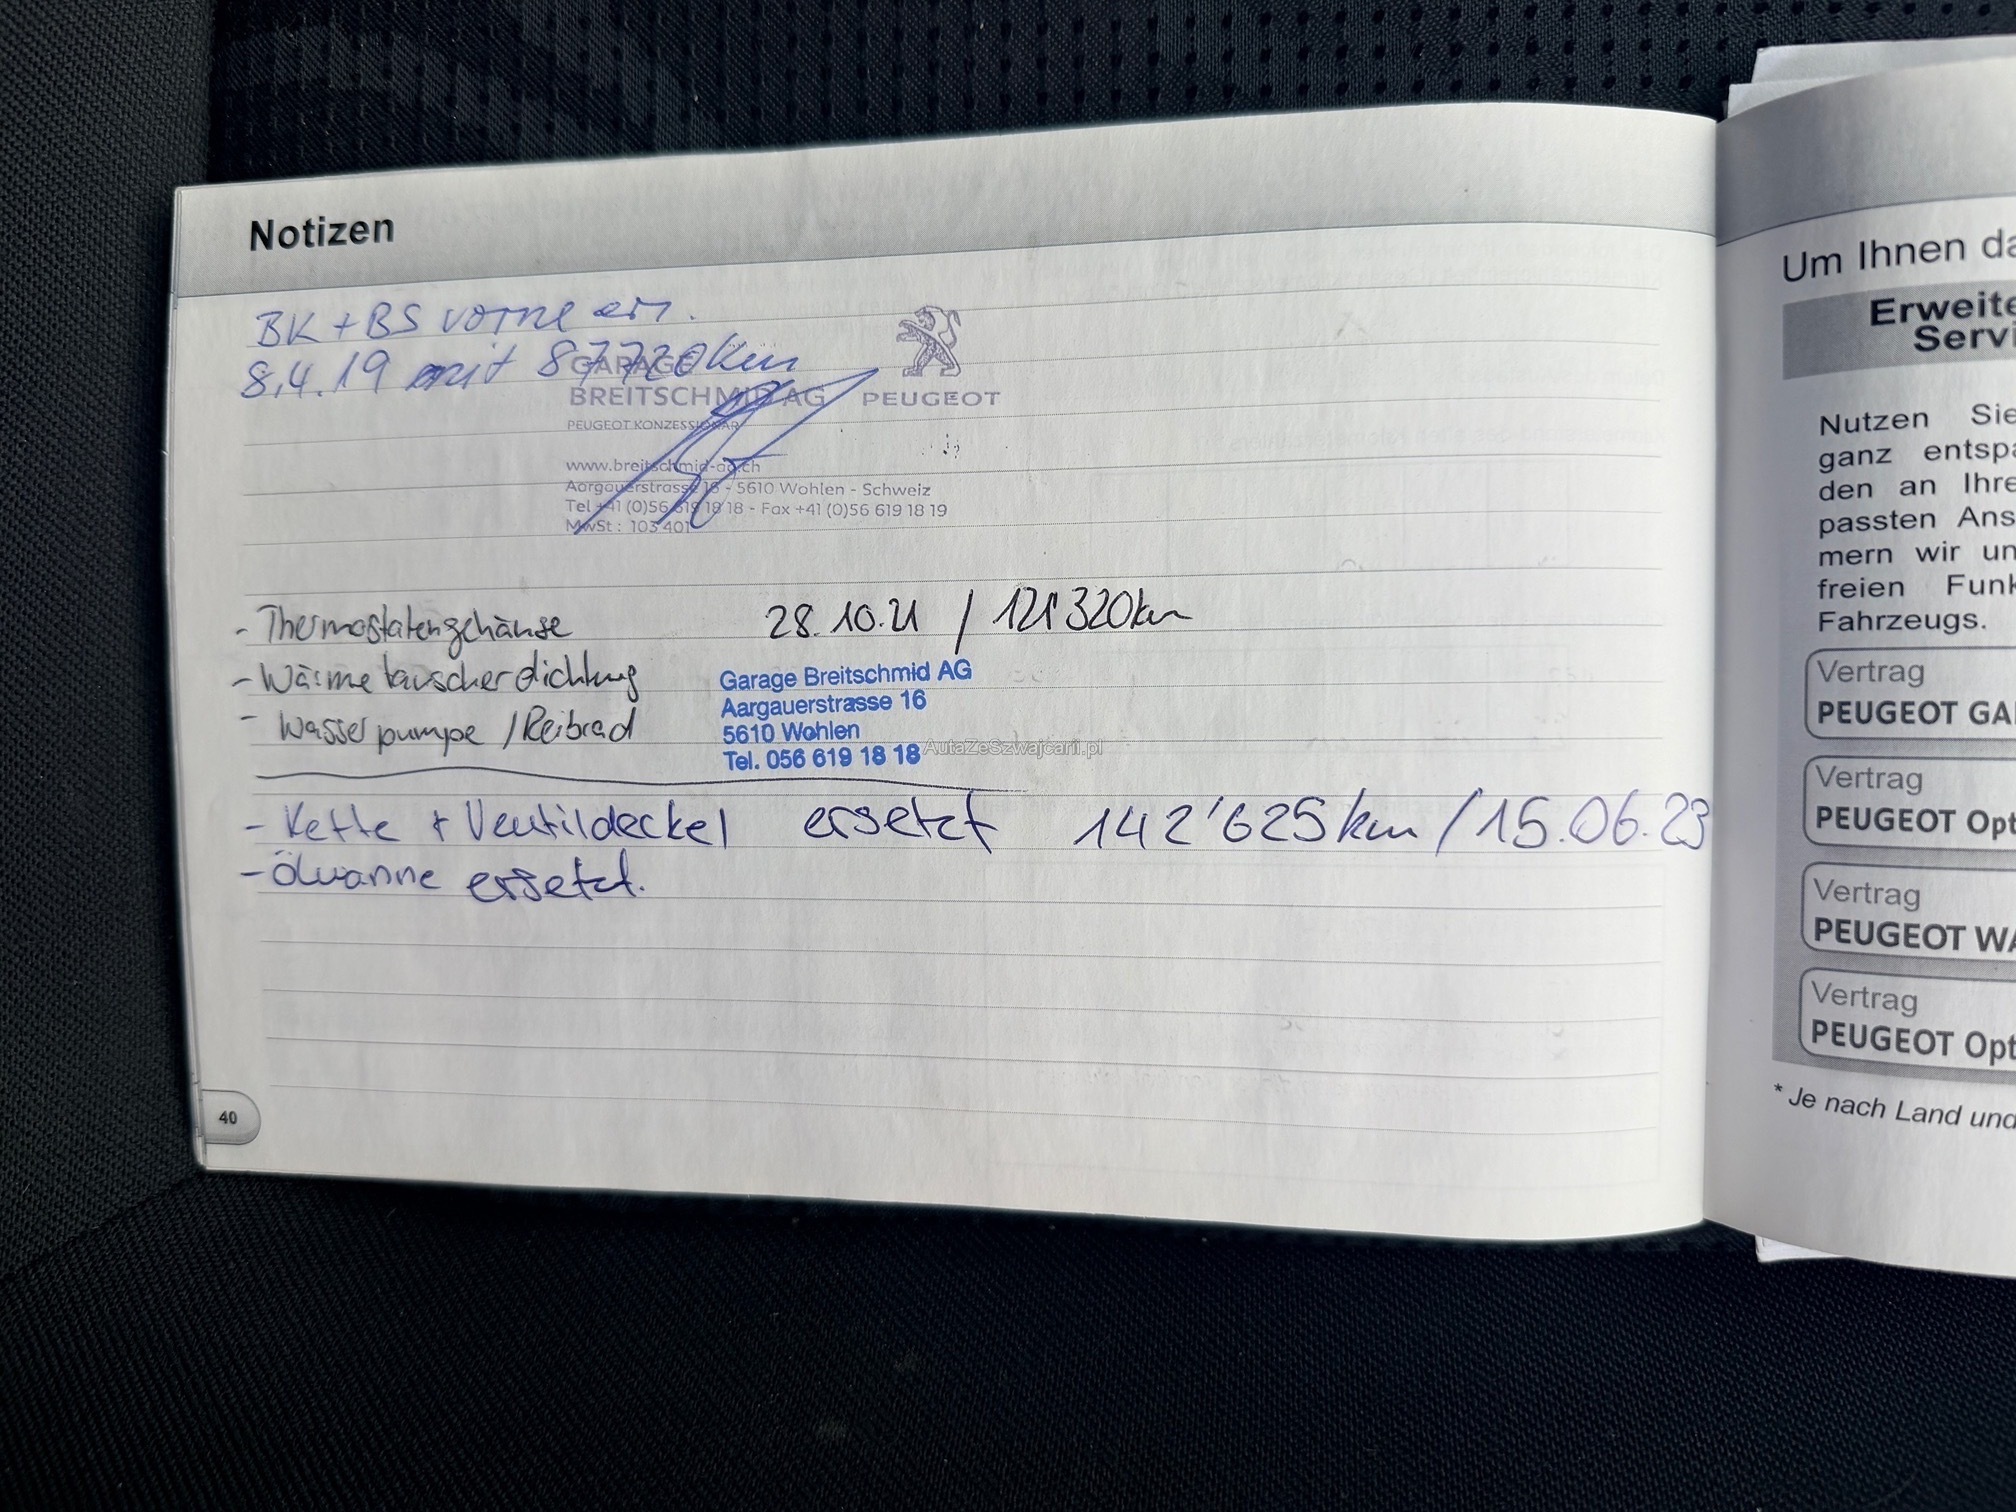 Notizen
BK + BS vorne ern.
8.4.19 mit 87720km
GARAGE
BREITSCHMID AG PEUGEOT
PEUGEOT KONZESSIONÄR
www.breitschmid-ag.ch
Aargauerstrasse 16 - 5610 Wohlen - Schweiz
Tel +41 (0)56 619 18 18 - Fax +41 (0)56 619 18 19
MwSt : 103 401
- Thermostatengehäuse 28.10.21 / 121'320km
- Wärmetauscherdichtung
- Wasserpumpe / Reibrad
Garage Breitschmid AG
Aargauerstrasse 16
5610 Wohlen
Tel. 056 619 18 18
AutaZeSzwajcarii.pl
- Kette + Ventildeckel ersetzt 142'625km / 15.06.23
- Ölwanne ersetzt.
40
Um Ihnen da
Erweite
Servi
Nutzen Sie
ganz entspa
den an Ihre
passten Ans
mern wir un
freien Funk
Fahrzeugs.
Vertrag
PEUGEOT GA
Vertrag
PEUGEOT Opt
Vertrag
PEUGEOT WA
Vertrag
PEUGEOT Opt
* Je nach Land und